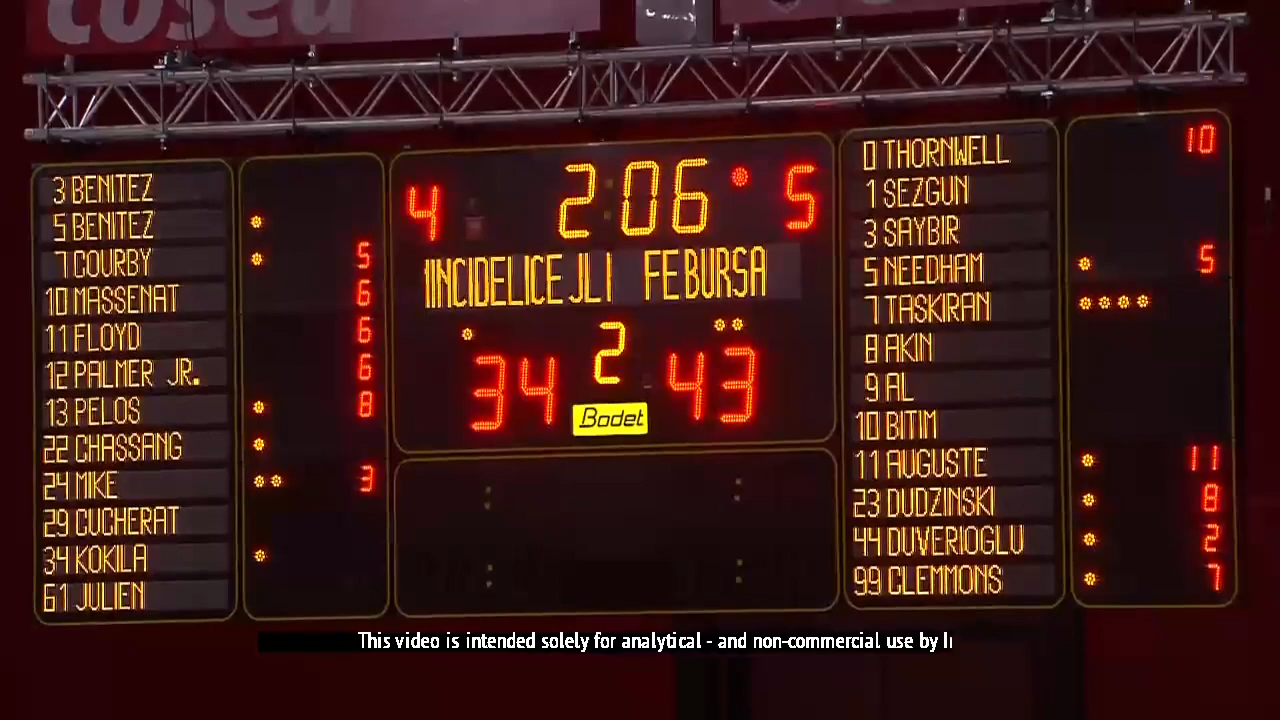 cosea
3 BENITEZ
5 BENITEZ
7 COURBY 5
10 MASSENAT 6
11 FLOYD 6
12 PALMER JR. 6
13 PELOS 8
22 CHASSANG
24 MIKE 3
29 CUCHERAT
34 KOKILA
61 JULIEN
4 2:06 5
INCIDELICE JL FEBURSA
34 2 43
Bodet
0 THORNWELL 10
1 SEZGUN
3 SAYBIR
5 NEEDHAM 5
7 TASKIRAN
8 AKIN
9 AL
10 BITIM
11 AUGUSTE 11
23 DUDZINSKI 8
44 DUVERIOGLU 2
99 CLEMMONS 7
This video is intended solely for analytical - and non-commercial use by